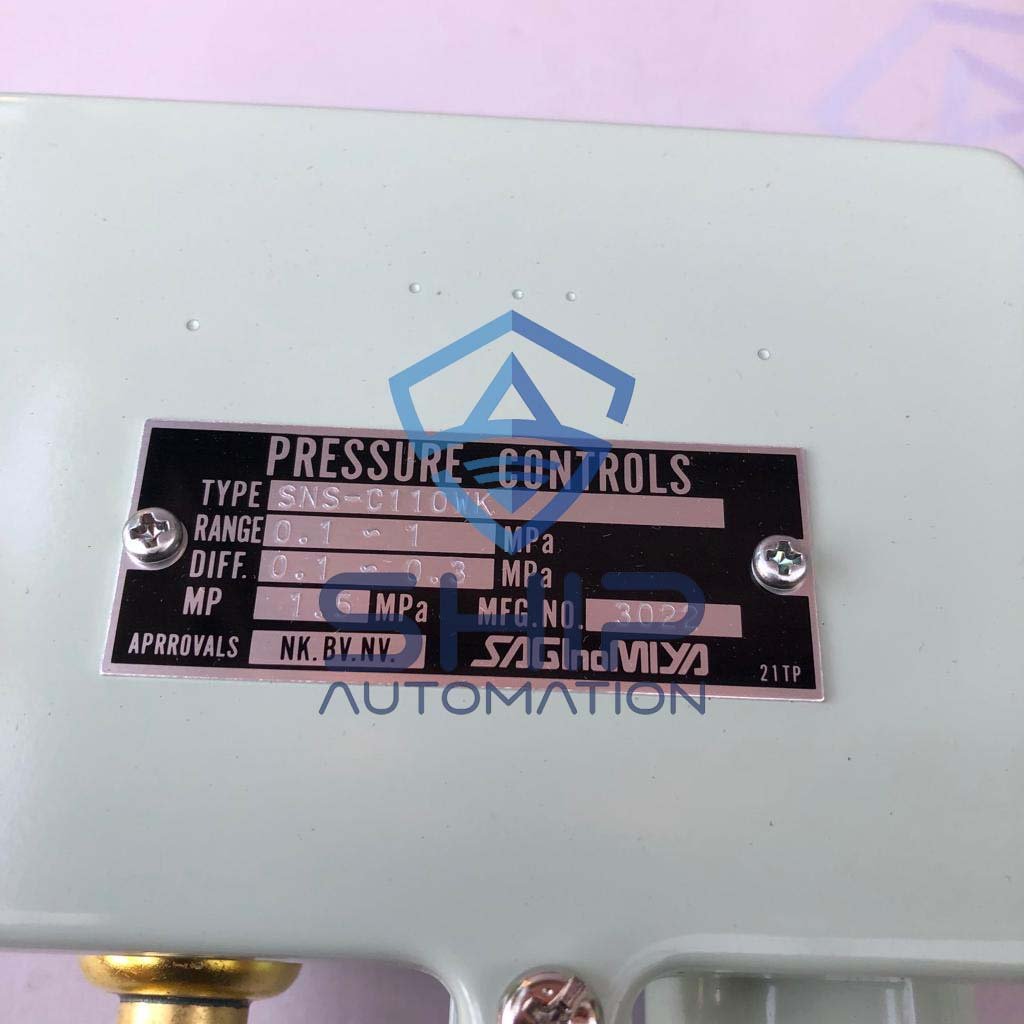 PRESSURE CONTROLS
TYPE SNS-C110WK
RANGE 0.1 ~ 1 MPa
DIFF. 0.1 ~ 0.3 MPa
MP 1.6 MPa MFG.NO. 3022
APRROVALS NK.BV.NV. SAGInoMIYA
21TP
SHIP
AUTOMATION